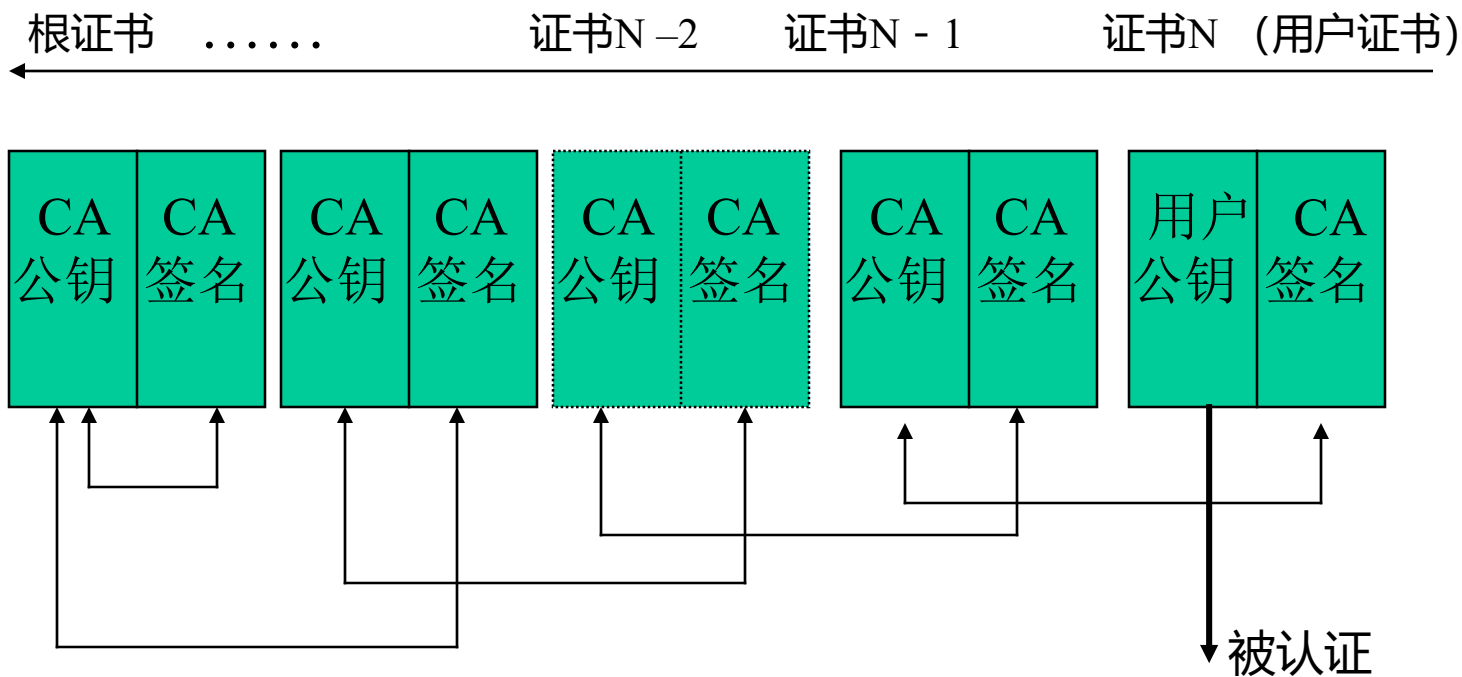 根证书 ...... 证书N –2 证书N - 1 证书N （用户证书）
CA CA CA CA CA CA CA CA 用户 CA
公钥 签名 公钥 签名 公钥 签名 公钥 签名 公钥 签名
被认证